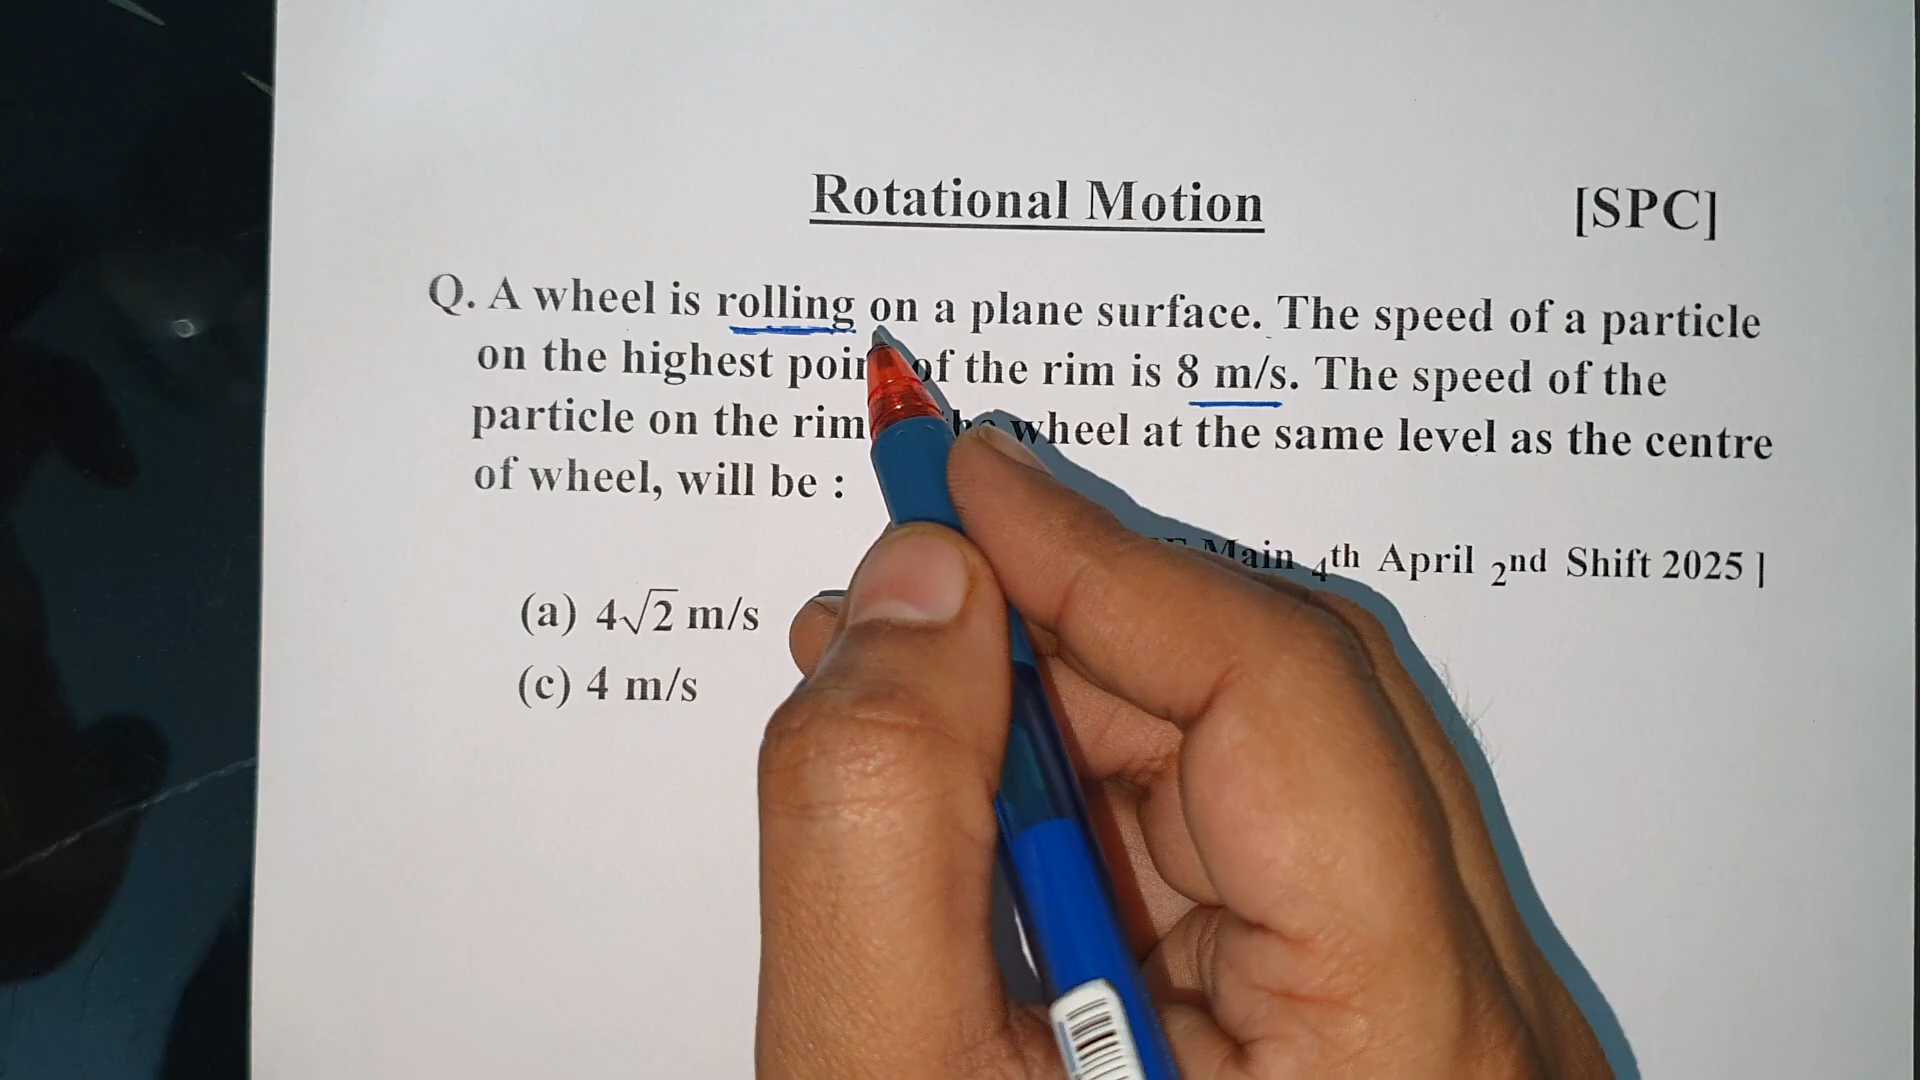 Rotational Motion [SPC]
Q. A wheel is rolling on a plane surface. The speed of a particle
on the highest of the rim is 8 m/s. The speed of the
particle on the rim wheel at the same level as the centre
of wheel, will be :
Main 4th April 2nd Shift 2025 ]
(a) 4√2 m/s
(c) 4 m/s